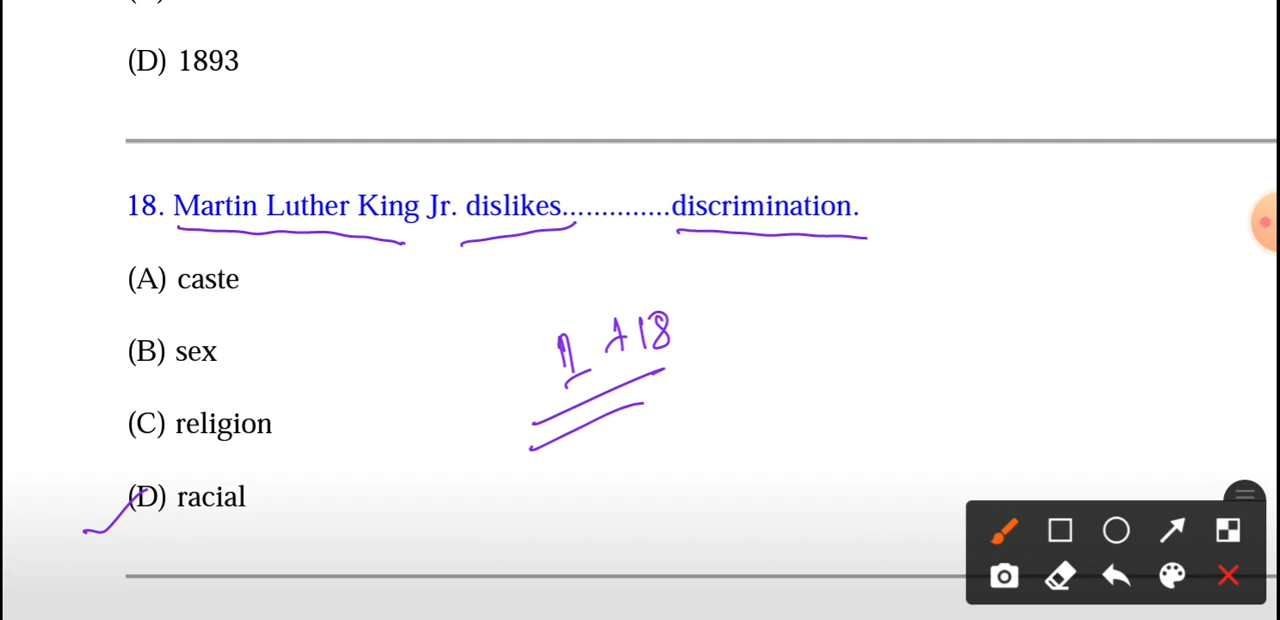 (D) 1893
18. Martin Luther King Jr. dislikes..............discrimination.
(A) caste
(B) sex
(C) religion
(D) racial